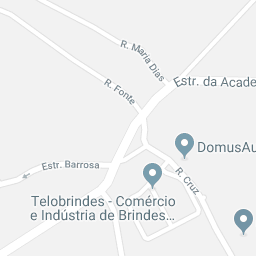 R. Maria Dias
Estr. da Acade
R. Fonte
DomusAu
Estr. Barrosa
R. Cruz
Telobrindes - Comércio
e Indústria de Brindes...